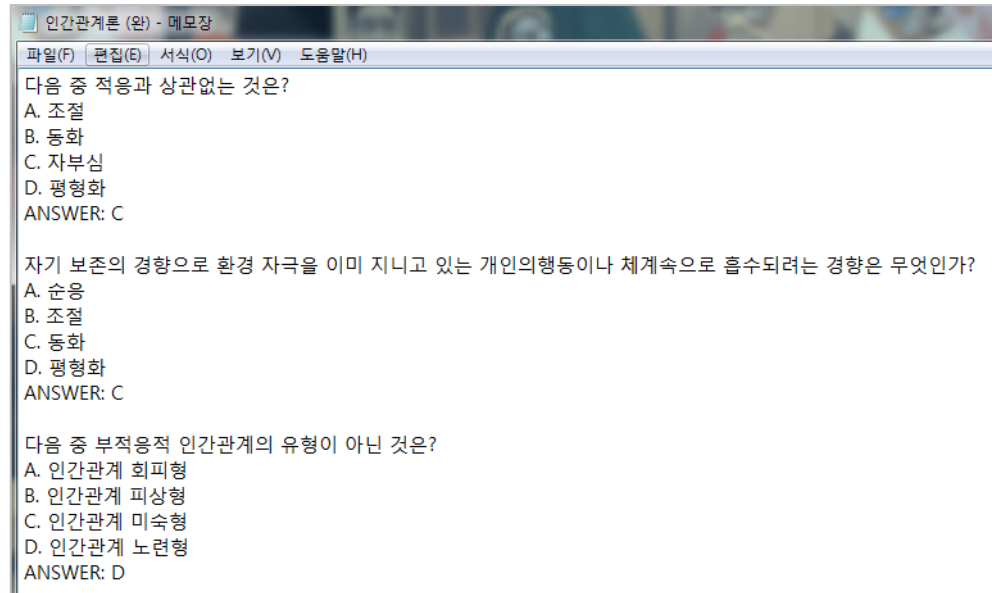 인간관계론 (완) - 메모장
파일(F) 편집(E) 서식(O) 보기(V) 도움말(H)
다음 중 적응과 상관없는 것은?
A. 조절
B. 동화
C. 자부심
D. 평형화
ANSWER: C
자기 보존의 경향으로 환경 자극을 이미 지니고 있는 개인의행동이나 체계속으로 흡수되려는 경향은 무엇인가?
A. 순응
B. 조절
C. 동화
D. 평형화
ANSWER: C
다음 중 부적응적 인간관계의 유형이 아닌 것은?
A. 인간관계 회피형
B. 인간관계 피상형
C. 인간관계 미숙형
D. 인간관계 노련형
ANSWER: D